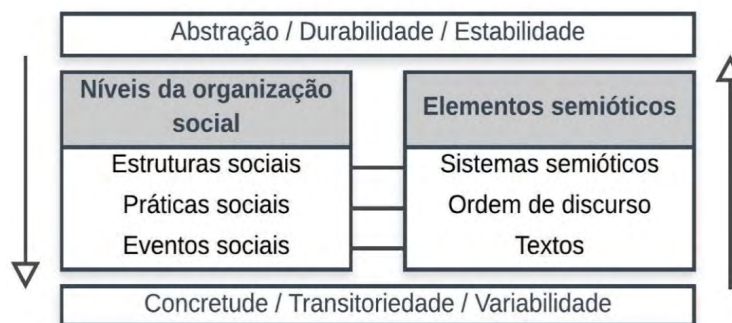 Abstração / Durabilidade / Estabilidade
Níveis da organização
social
Elementos semióticos
Estruturas sociais
Sistemas semióticos
Práticas sociais
Ordem de discurso
Eventos sociais
Textos
Concretude / Transitoriedade / Variabilidade